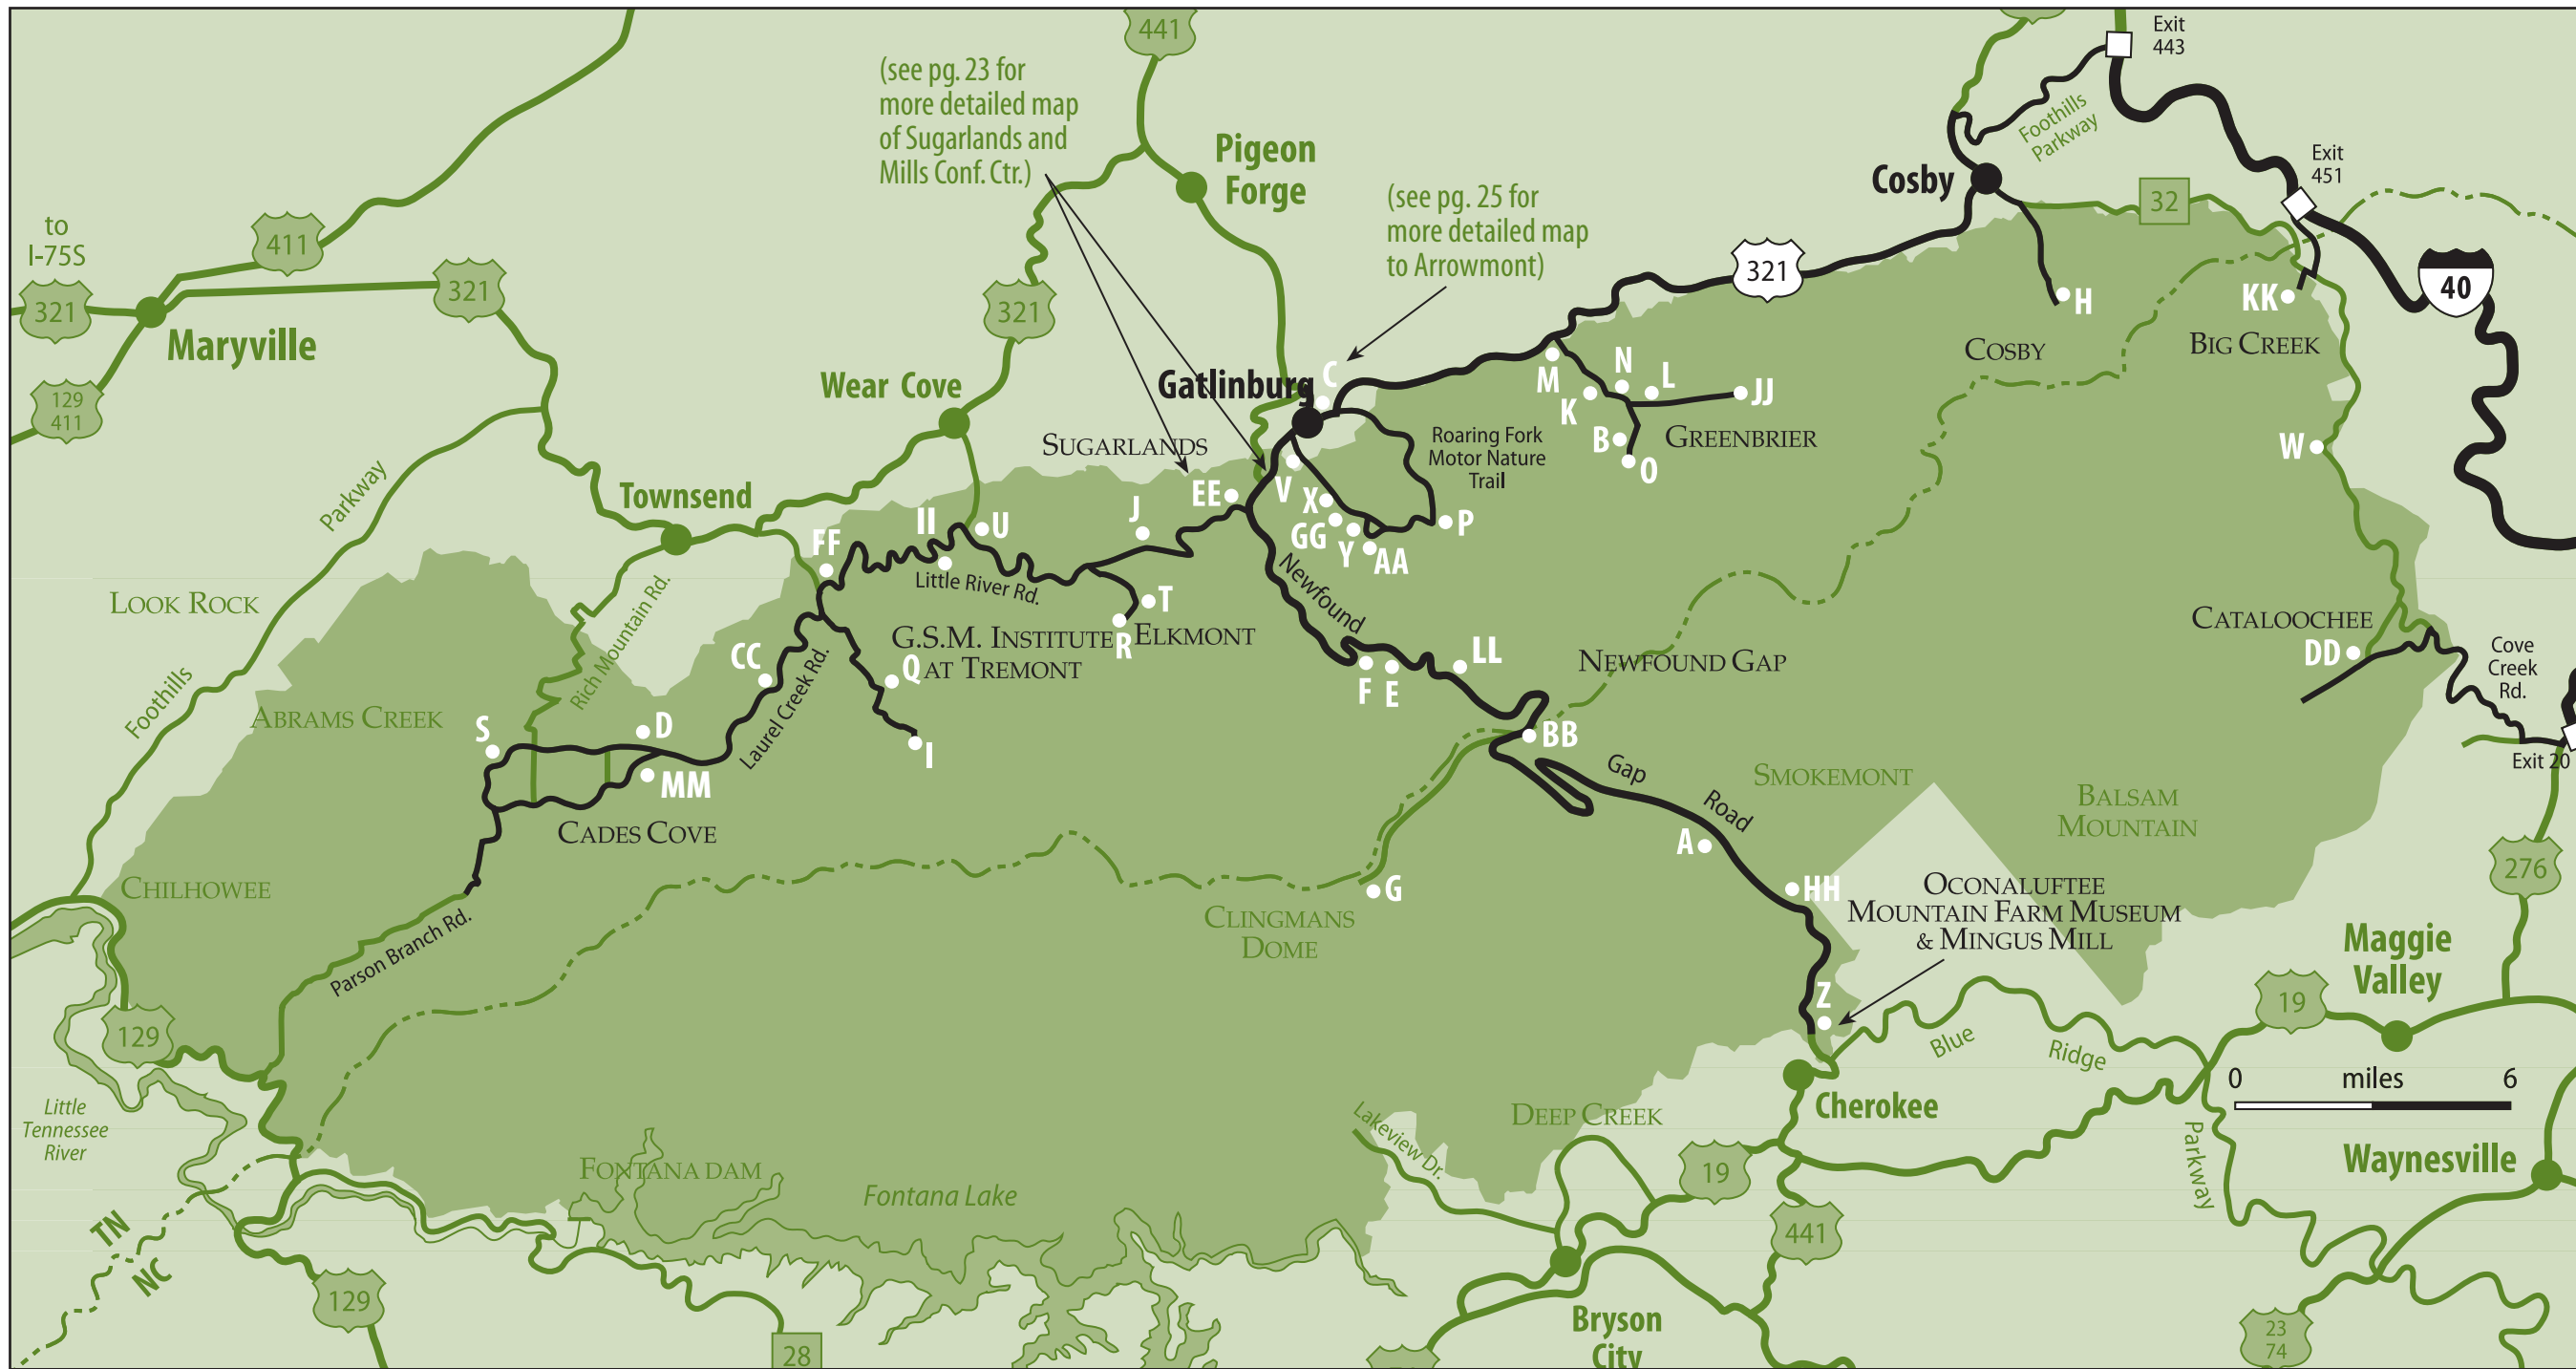 441
Exit
443
(see pg. 23 for
more detailed map
of Sugarlands and
Mills Conf. Ctr.)
Foothills
Parkway
Pigeon
Forge
Exit
451
Cosby
(see pg. 25 for
more detailed map
to Arrowmont)
32
to
I-75S
411
321
321
321
321
40
H
KK
Maryville
129
411
Cosby
Big Creek
Wear Cove
Gatlinburg
C
M
N
L
JJ
K
B
O
Greenbrier
Sugarlands
Roaring Fork
Motor Nature
Trail
W
Foothills
Parkway
Townsend
EE
V
X
GG
Y
AA
P
J
II
U
FF
Little River Rd.
Look Rock
Rich Mountain Rd.
T
R
Elkmont
G.S.M. Institute
at Tremont
Newfound
Gap
Road
Cataloochee
DD
Cove
Creek
Rd.
Exit 20
CC
Q
Laurel Creek Rd.
F
E
LL
Newfound Gap
Abrams Creek
S
D
MM
I
BB
Cades Cove
Smokemont
Balsam
Mountain
A
Chilhowee
G
Clingmans
Dome
HH
Oconaluftee
Mountain Farm Museum
& Mingus Mill
276
Maggie
Valley
Parson Branch Rd.
Z
19
129
Blue
Ridge
Parkway
0
miles
6
Little
Tennessee
River
Cherokee
Deep Creek
Lakeview Dr.
Fontana Dam
Fontana Lake
19
Waynesville
TN
NC
441
129
28
Bryson
City
23
74